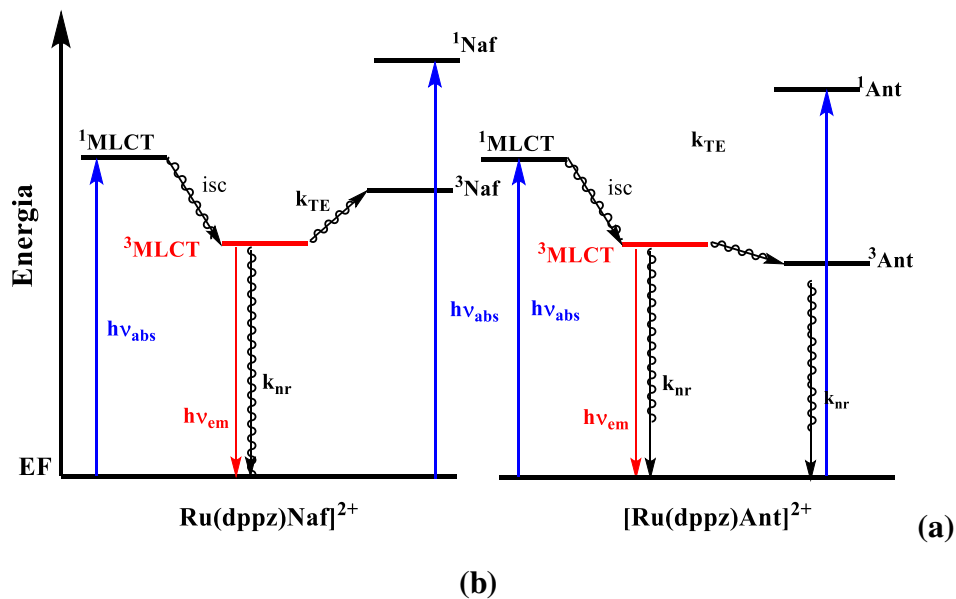 Energia
EF
¹MLCT
isc
³MLCT
k_TE
¹Naf
³Naf
hν_abs
hν_em
k_nr
hν_abs
Ru(dppz)Naf]²⁺
¹MLCT
isc
³MLCT
k_TE
¹Ant
³Ant
hν_abs
hν_em
k_nr
k_nr
[Ru(dppz)Ant]²⁺
(a)
(b)